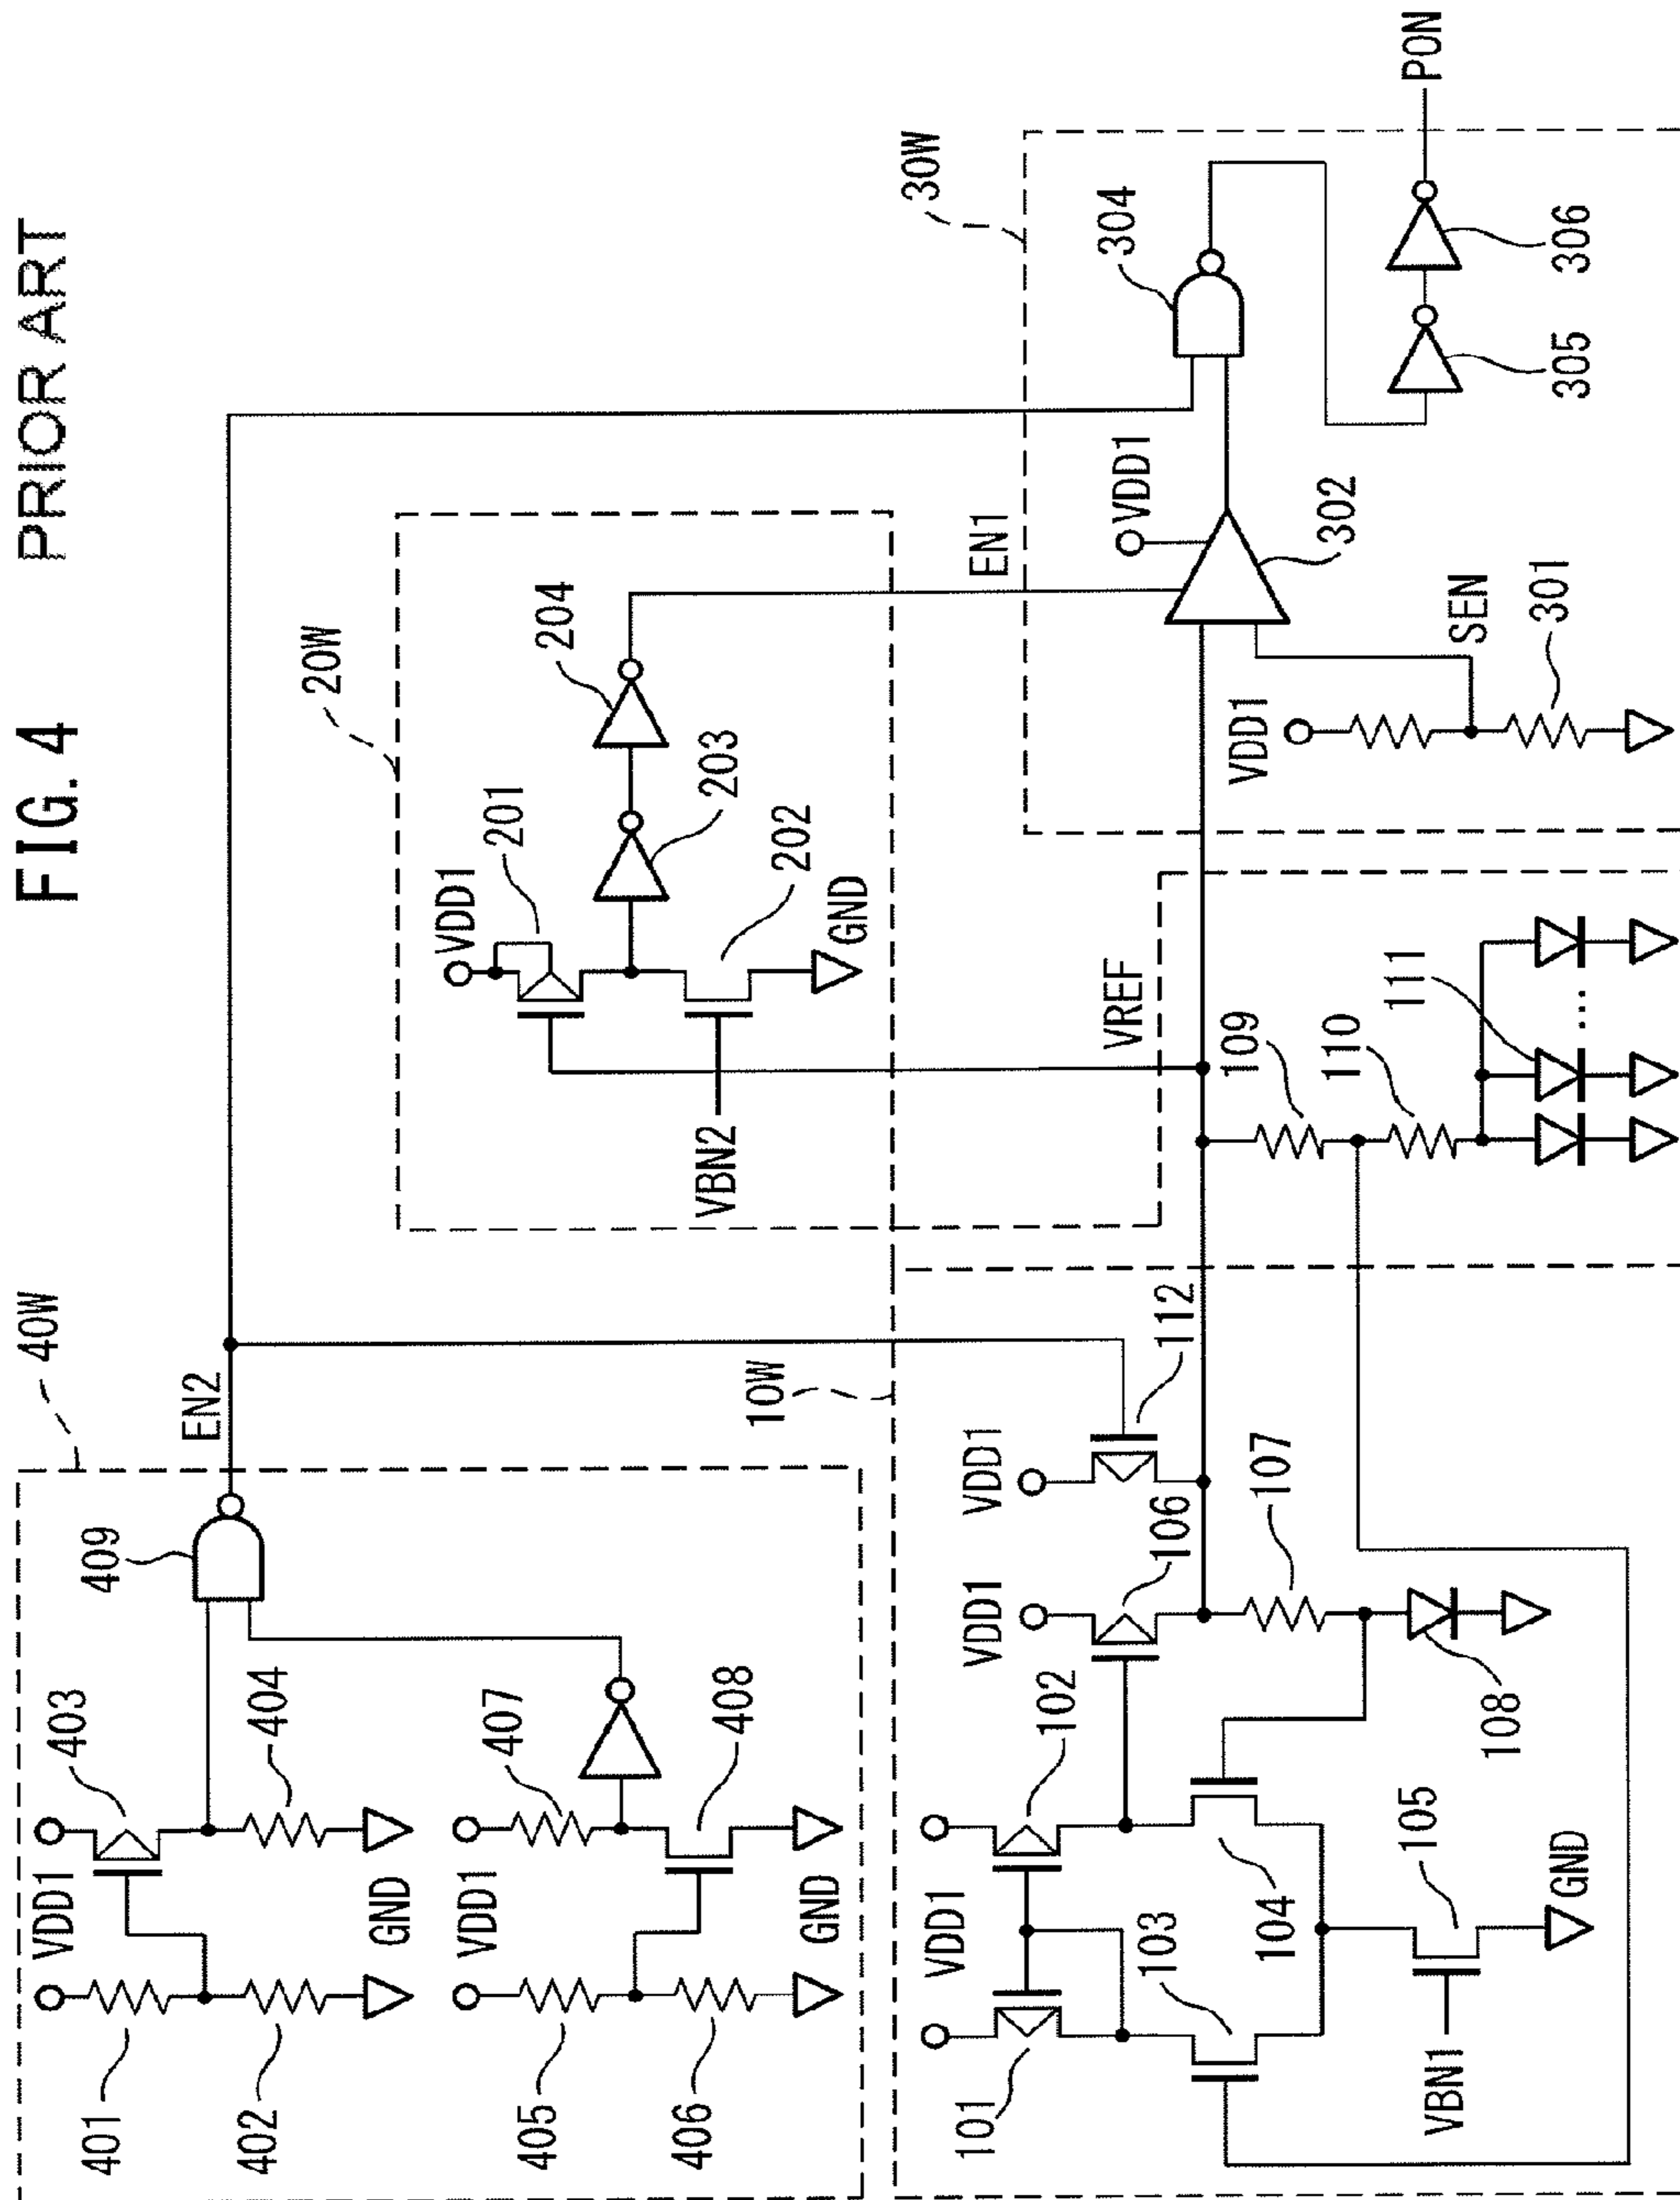 FIG. 4 PRIOR ART
40W
EN2
409
VDD1
403
404
401
402
GND
VDD1
407
408
405
406
GND
20W
VDD1
201
204
203
202
VBN2
GND
EN1
30W
304
VDD1
302
PON
305
306
VDD1
SEN
301
10W
VDD1
112
VDD1
106
102
VDD1
101
103
104
105
VBN1
GND
107
108
VREF
109
110
111
...